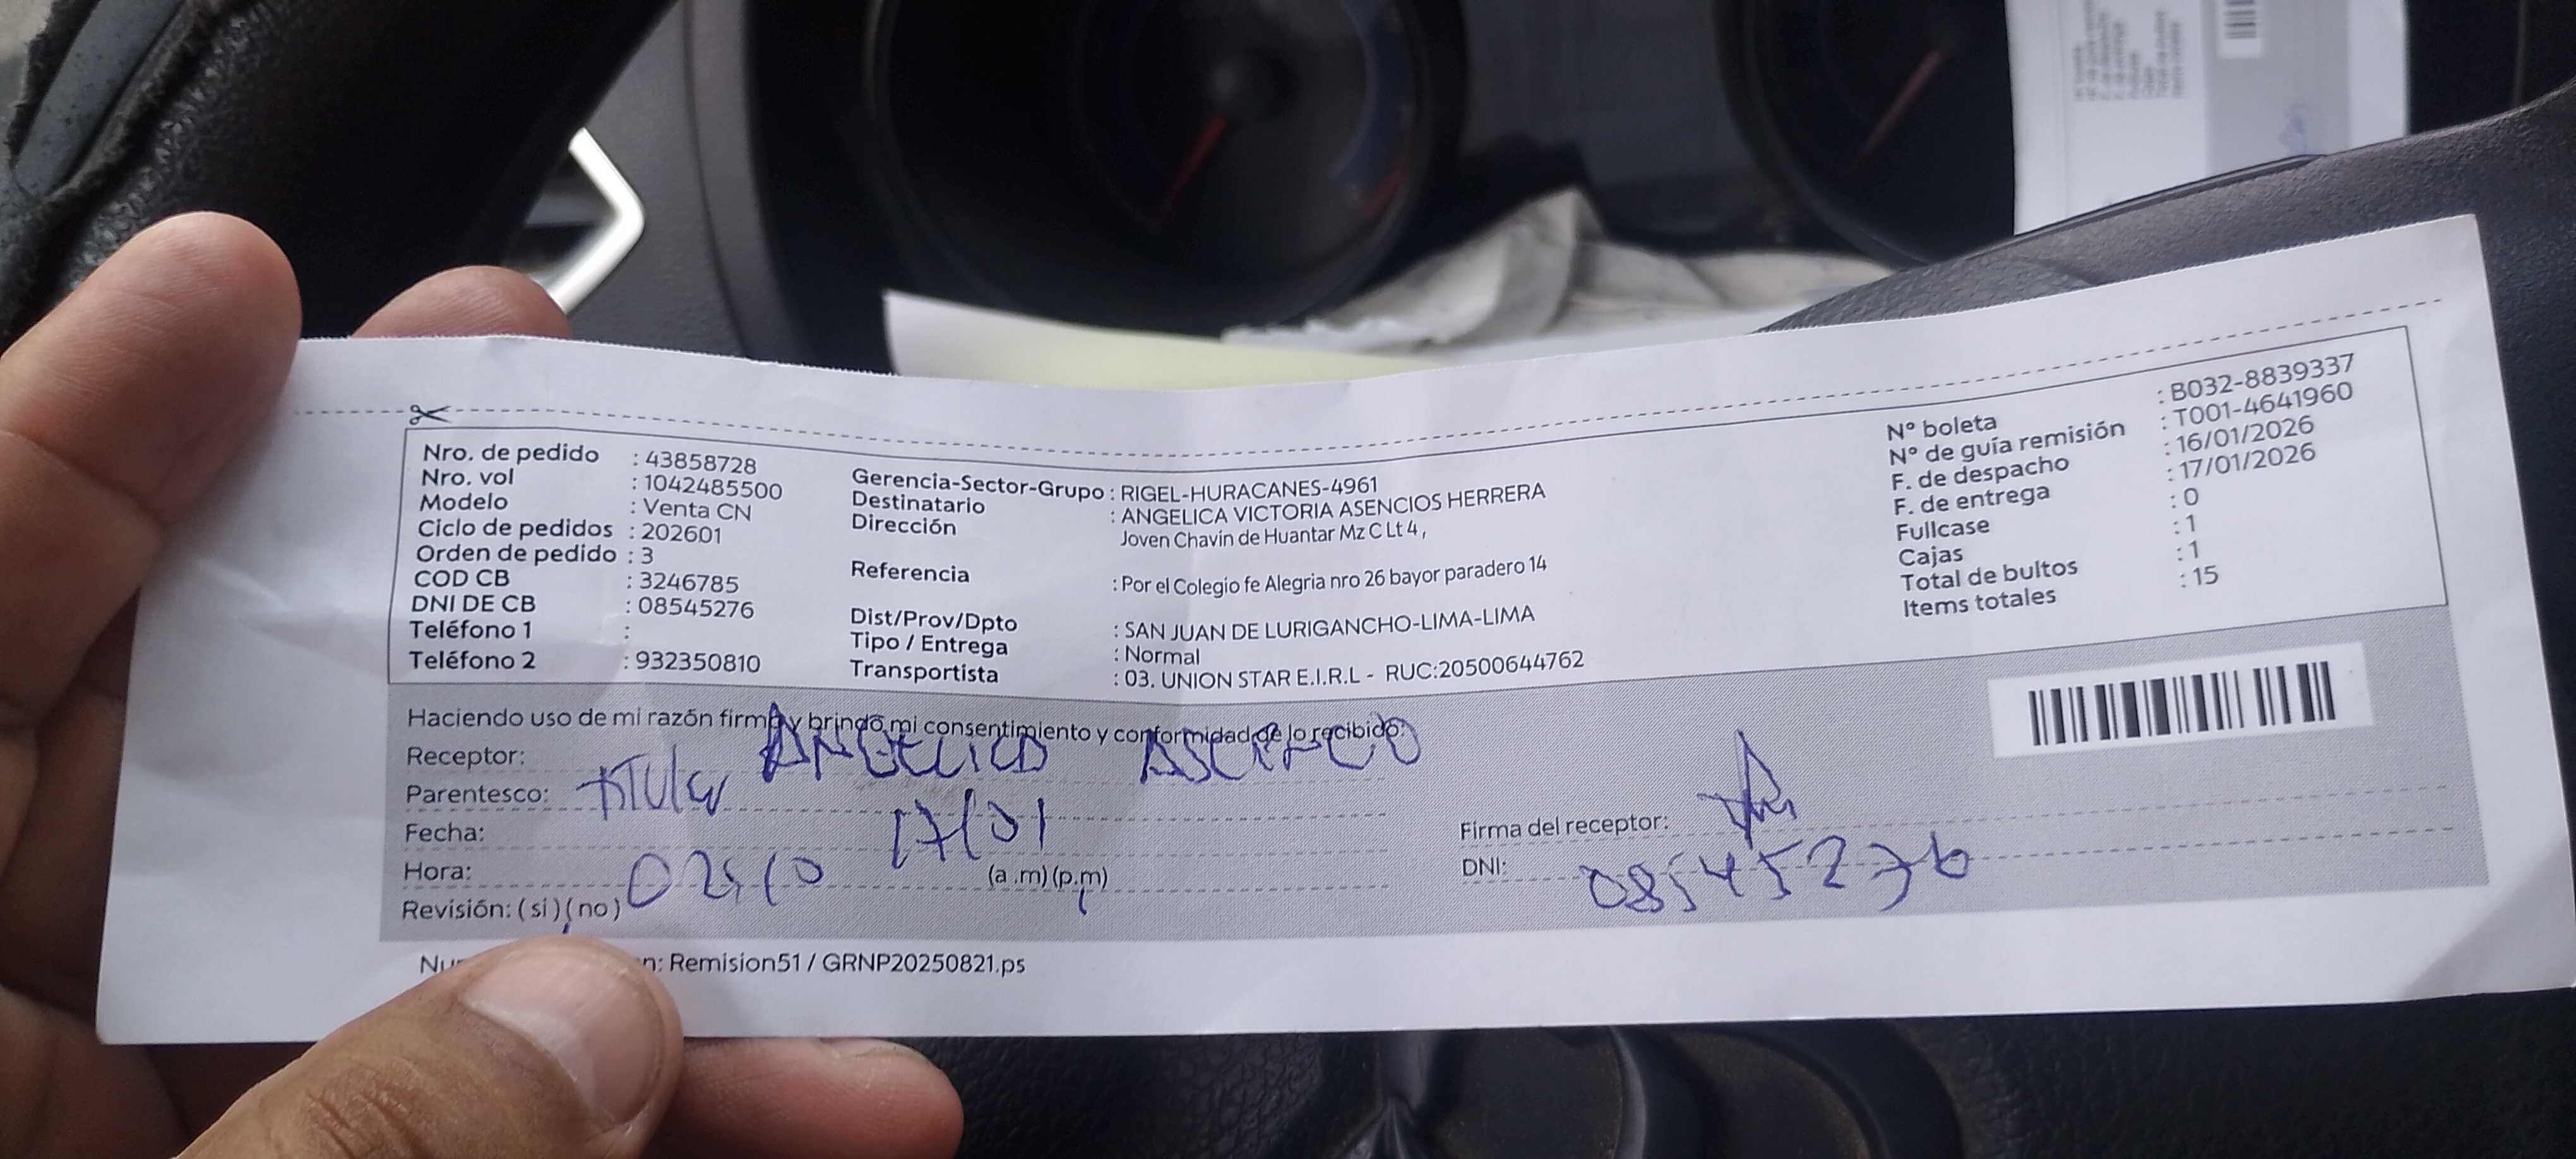 Nro. de pedido : 43858728
Nro. vol : 1042485500
Modelo : Venta CN
Ciclo de pedidos : 202601
Orden de pedido : 3
COD CB : 3246785
DNI DE CB : 08545276
Teléfono 1 :
Teléfono 2 : 932350810
Gerencia-Sector-Grupo : RIGEL-HURACANES-4961
Destinatario : ANGELICA VICTORIA ASENCIOS HERRERA
Dirección Joven Chavin de Huantar Mz C Lt 4 ,
Referencia : Por el Colegio fe Alegria nro 26 bayor paradero 14
Dist/Prov/Dpto : SAN JUAN DE LURIGANCHO-LIMA-LIMA
Tipo / Entrega : Normal
Transportista : 03. UNION STAR E.I.R.L - RUC:20500644762
N° boleta : B032-8839337
N° de guía remisión : T001-4641960
F. de despacho : 16/01/2026
F. de entrega : 17/01/2026
Fullcase : 0
Cajas : 1
Total de bultos : 1
Items totales : 15
Haciendo uso de mi razón firmo y brindo mi consentimiento y conformidad de lo recibido:
Receptor: ANGELICA
Parentesco: titular
Fecha: 17/01
Hora: 02:10 (a .m) (p.m)
Revisión: ( si ) ( no )
Firma del receptor:
DNI: 08545276
Remision51 / GRNP20250821.ps